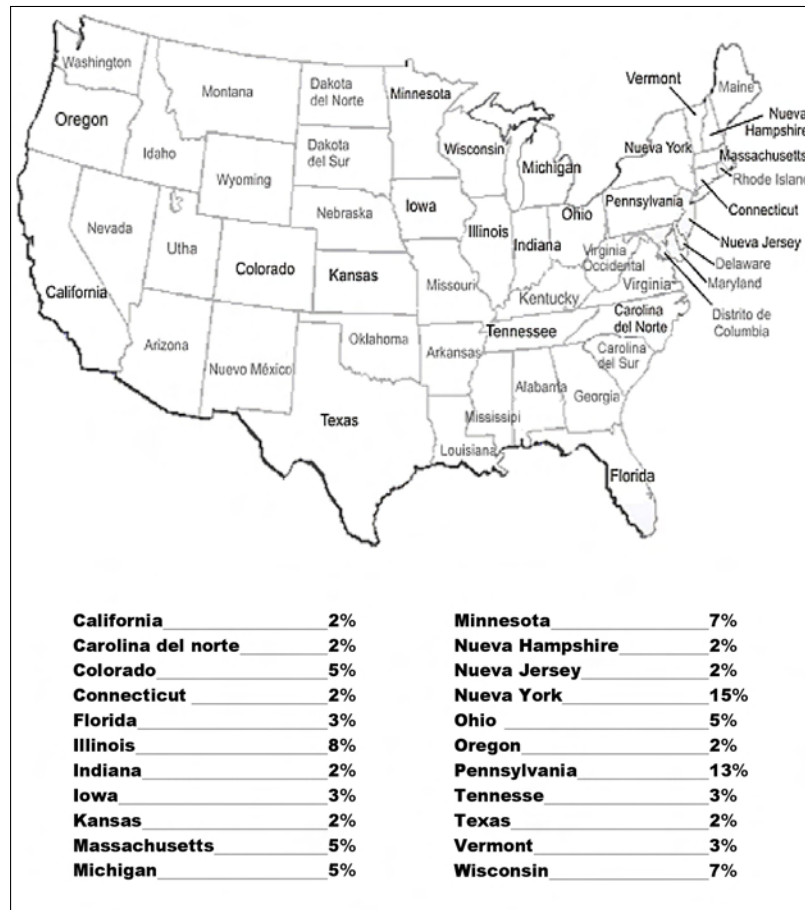 Washington
Montana
Dakota
del Norte
Minnesota
Vermont
Maine
Oregon
Idaho
Dakota
del Sur
Wisconsin
Michigan
Nueva York
Nueva
Hampshire
Massachusetts
Rhode Island
Wyoming
Nebraska
Iowa
Pennsylvania
Connecticut
Nevada
Utha
Colorado
Kansas
Illinois
Indiana
Ohio
Nueva Jersey
Virginia
Occidental
Delaware
California
Missouri
Kentucky
Virginia
Maryland
Distrito de
Columbia
Arizona
Nuevo México
Oklahoma
Arkansas
Tennessee
Carolina
del Norte
Carolina
del Sur
Texas
Mississipi
Alabama
Georgia
Louisiana
Florida
California 2%
Carolina del norte 2%
Colorado 5%
Connecticut 2%
Florida 3%
Illinois 8%
Indiana 2%
Iowa 3%
Kansas 2%
Massachusetts 5%
Michigan 5%
Minnesota 7%
Nueva Hampshire 2%
Nueva Jersey 2%
Nueva York 15%
Ohio 5%
Oregon 2%
Pennsylvania 13%
Tennesse 3%
Texas 2%
Vermont 3%
Wisconsin 7%